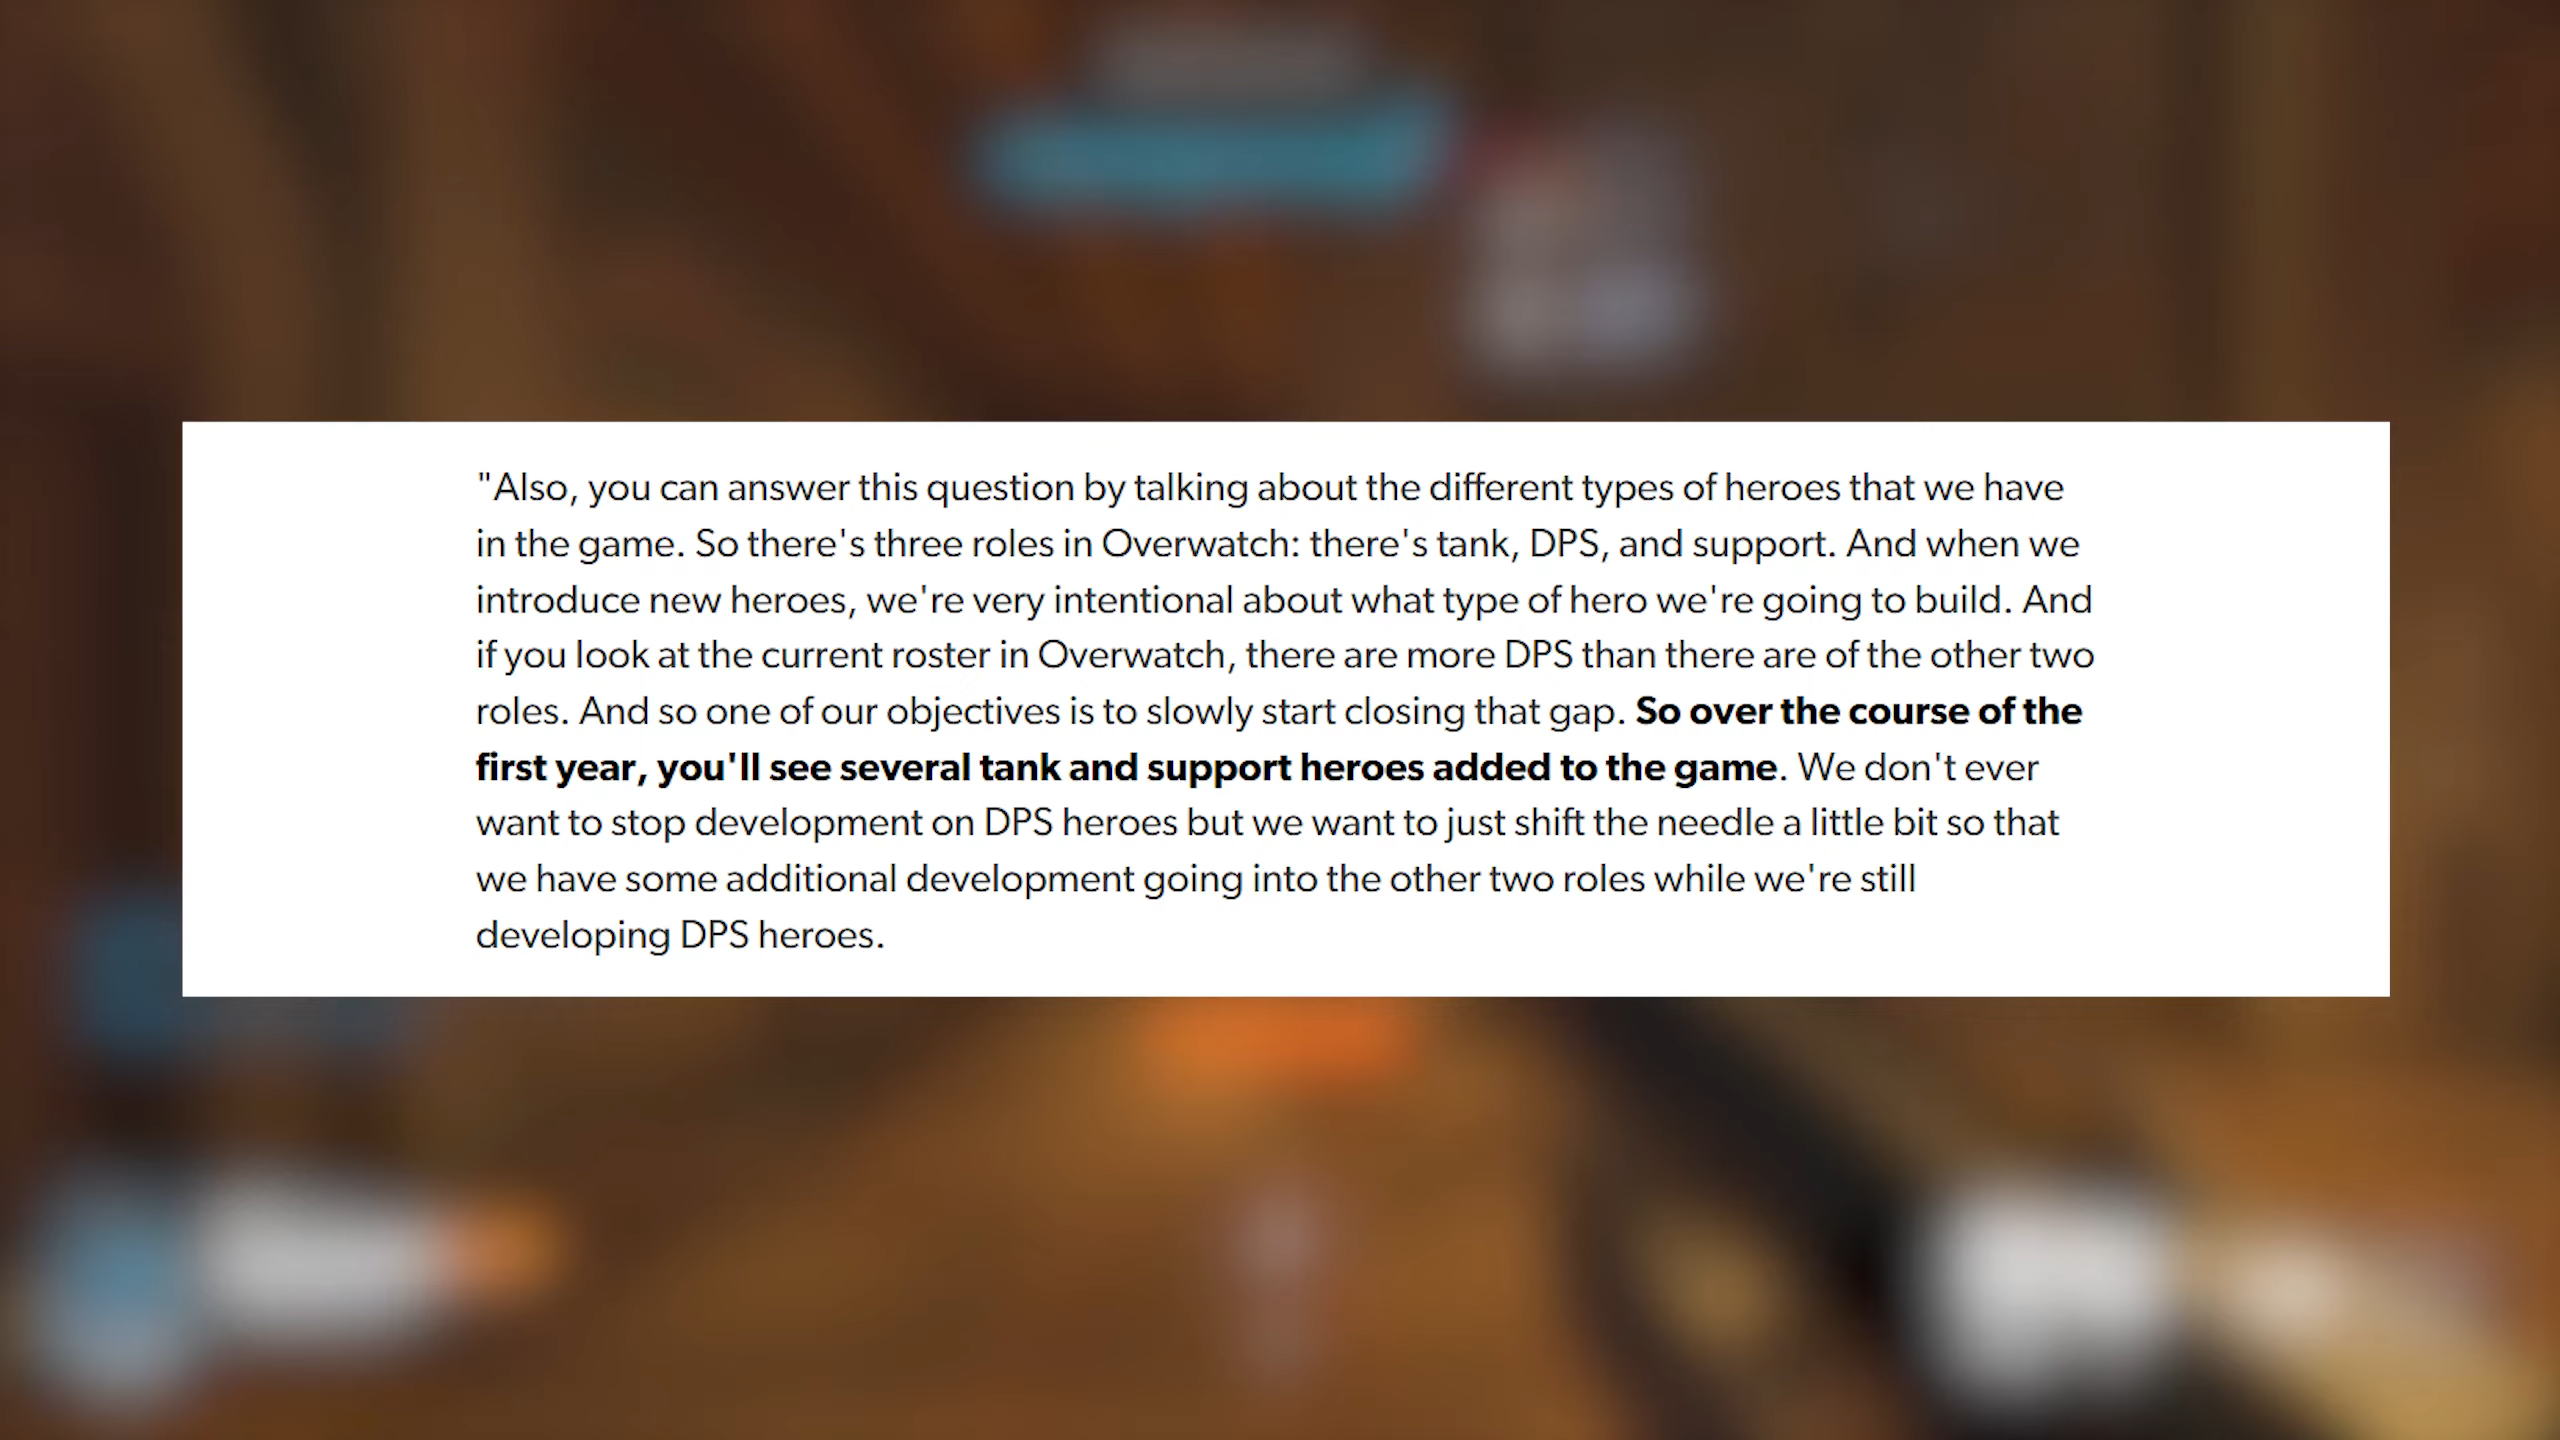 "Also, you can answer this question by talking about the different types of heroes that we have
in the game. So there's three roles in Overwatch: there's tank, DPS, and support. And when we
introduce new heroes, we're very intentional about what type of hero we're going to build. And
if you look at the current roster in Overwatch, there are more DPS than there are of the other two
roles. And so one of our objectives is to slowly start closing that gap. So over the course of the
first year, you'll see several tank and support heroes added to the game. We don't ever
want to stop development on DPS heroes but we want to just shift the needle a little bit so that
we have some additional development going into the other two roles while we're still
developing DPS heroes.